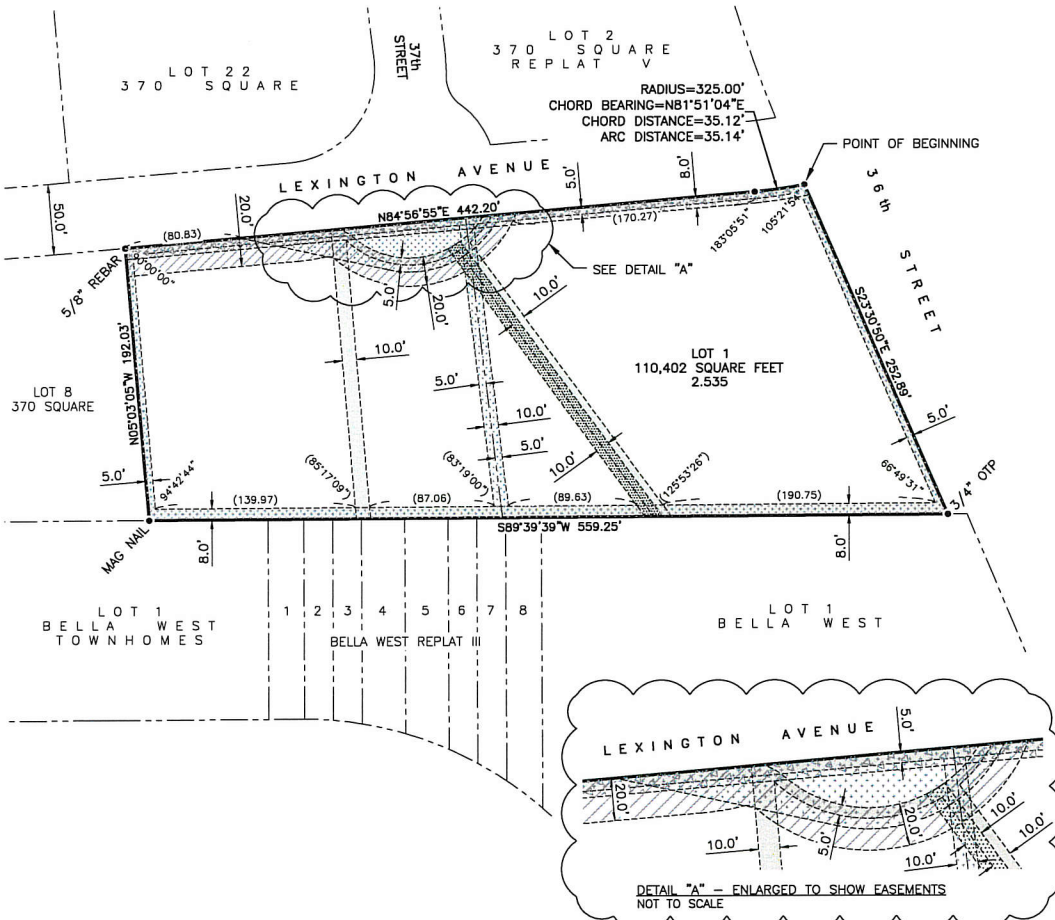 37th
STREET
LOT 22
370 SQUARE
LOT 2
370 SQUARE
REPLAT V
RADIUS=325.00'
CHORD BEARING=N81°51'04"E
CHORD DISTANCE=35.12'
ARC DISTANCE=35.14'
POINT OF BEGINNING
LEXINGTON AVENUE
36th STREET
50.0'
(80.83)
20.0'
N84°56'55"E 442.20'
5.0'
(170.27)
8.0'
183°05'51"
105°21'54"
5/8" REBAR
SEE DETAIL "A"
5.0'
20.0'
10.0'
10.0'
5.0'
10.0'
5.0'
10.0'
LOT 1
110,402 SQUARE FEET
2.535
S23°30'50"E 252.89'
5.0'
LOT 8
370 SQUARE
N05°03'05"W 192.03'
5.0'
94°42'44"
(85°17'09")
(83°19'00")
(125°53'26")
66°49'31"
3/4" OTP
(139.97)
(87.06)
(89.63)
(190.75)
S89°39'39"W 559.25'
MAG NAIL
8.0'
8.0'
LOT 1
BELLA WEST
TOWNHOMES
1 2 3 4 5 6 7 8
BELLA WEST REPLAT III
LOT 1
BELLA WEST
LEXINGTON AVENUE
5.0'
20.0'
10.0'
5.0'
20.0'
10.0'
10.0'
10.0'
DETAIL "A" – ENLARGED TO SHOW EASEMENTS
NOT TO SCALE